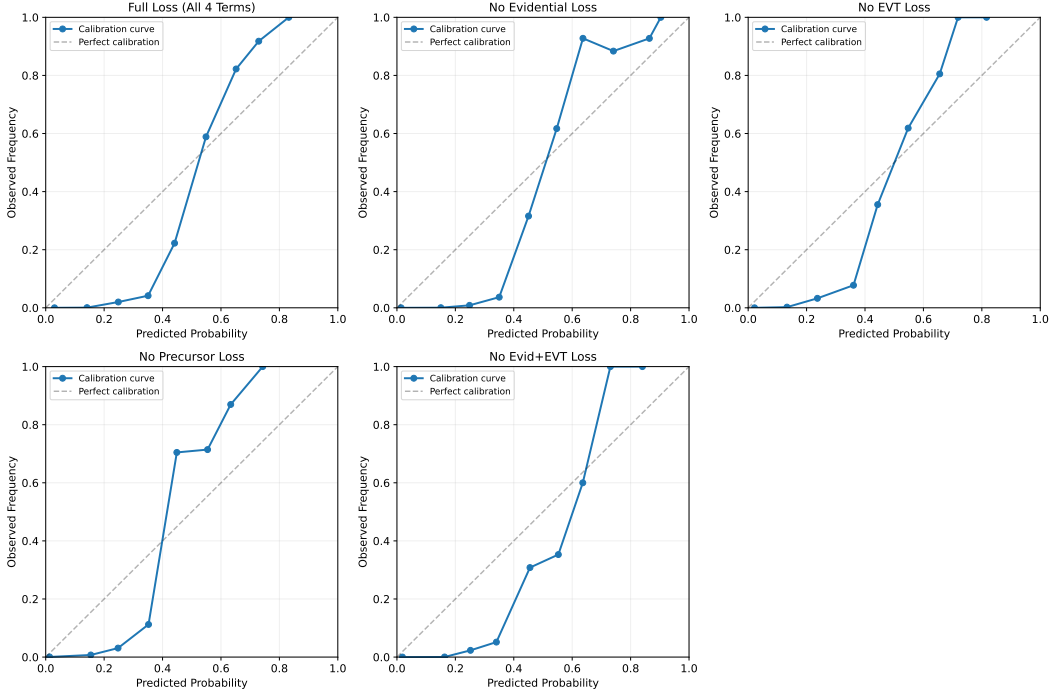 Full Loss (All 4 Terms)
Calibration curve
Perfect calibration
1.0
0.8
0.6
0.4
0.2
0.0
Observed Frequency
0.0 0.2 0.4 0.6 0.8 1.0
Predicted Probability
No Evidential Loss
Calibration curve
Perfect calibration
1.0
0.8
0.6
0.4
0.2
0.0
Observed Frequency
0.0 0.2 0.4 0.6 0.8 1.0
Predicted Probability
No EVT Loss
Calibration curve
Perfect calibration
1.0
0.8
0.6
0.4
0.2
0.0
Observed Frequency
0.0 0.2 0.4 0.6 0.8 1.0
Predicted Probability
No Precursor Loss
Calibration curve
Perfect calibration
1.0
0.8
0.6
0.4
0.2
0.0
Observed Frequency
0.0 0.2 0.4 0.6 0.8 1.0
Predicted Probability
No Evid+EVT Loss
Calibration curve
Perfect calibration
1.0
0.8
0.6
0.4
0.2
0.0
Observed Frequency
0.0 0.2 0.4 0.6 0.8 1.0
Predicted Probability